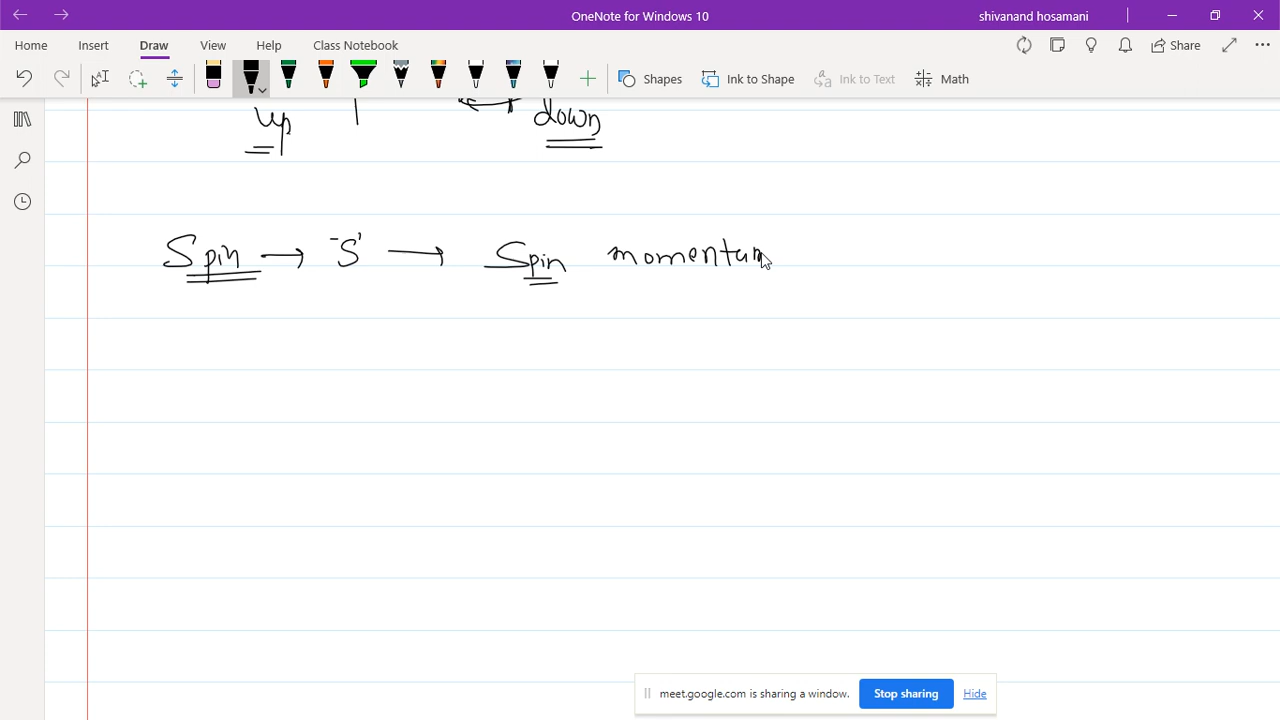 OneNote for Windows 10
shivanand hosamani
Home Insert Draw View Help Class Notebook
Share
Shapes Ink to Shape Ink to Text Math
up down
Spin → 'S' → Spin momentum
meet.google.com is sharing a window. Stop sharing Hide